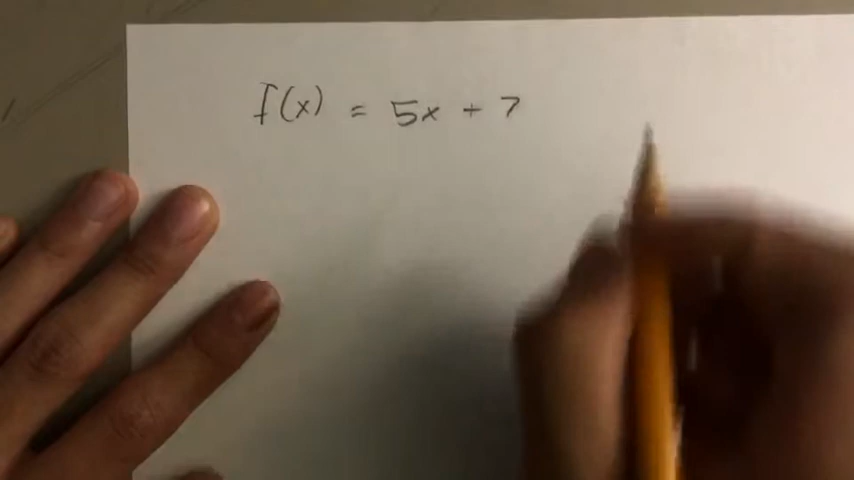 f(x) = 5x + 7